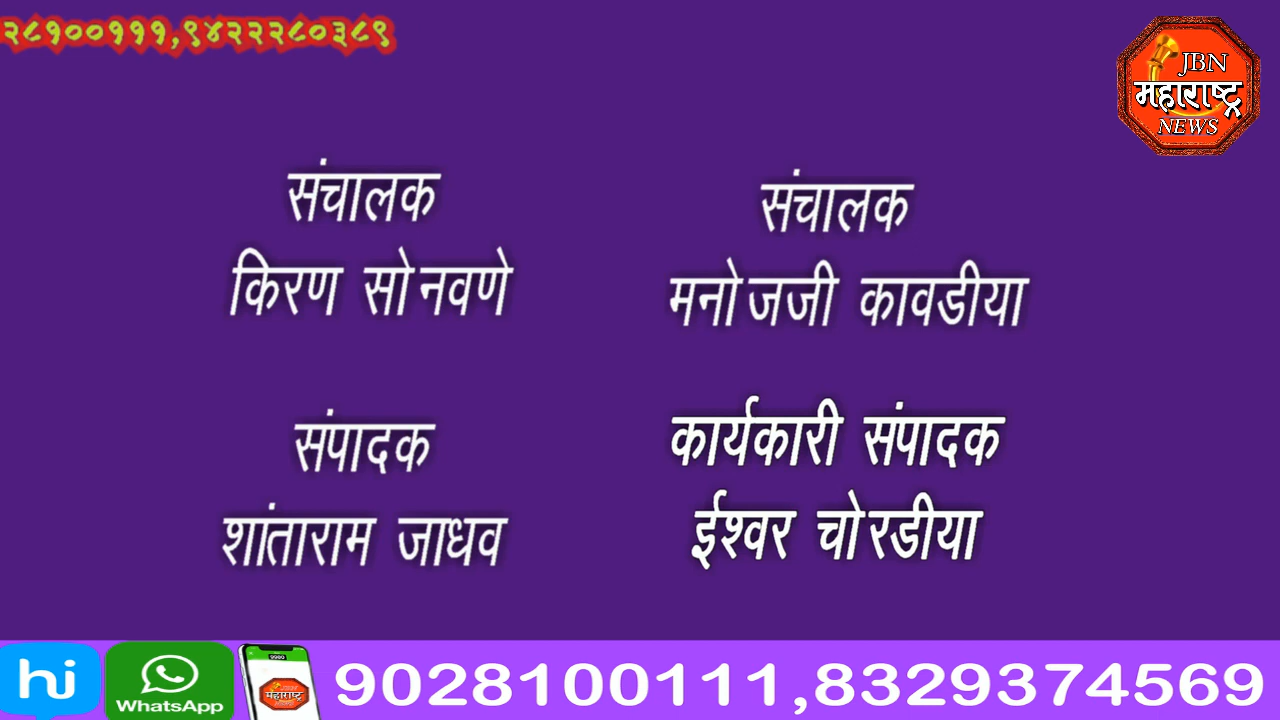 २८१००१११,९४२२२८०३८९
JBN
महाराष्ट्र
NEWS
संचालक
किरण सोनवणे
संचालक
मनोजजी कावडीया
संपादक
शांताराम जाधव
कार्यकारी संपादक
ईश्वर चोरडीया
hi
WhatsApp
महाराष्ट्र
9028100111,8329374569